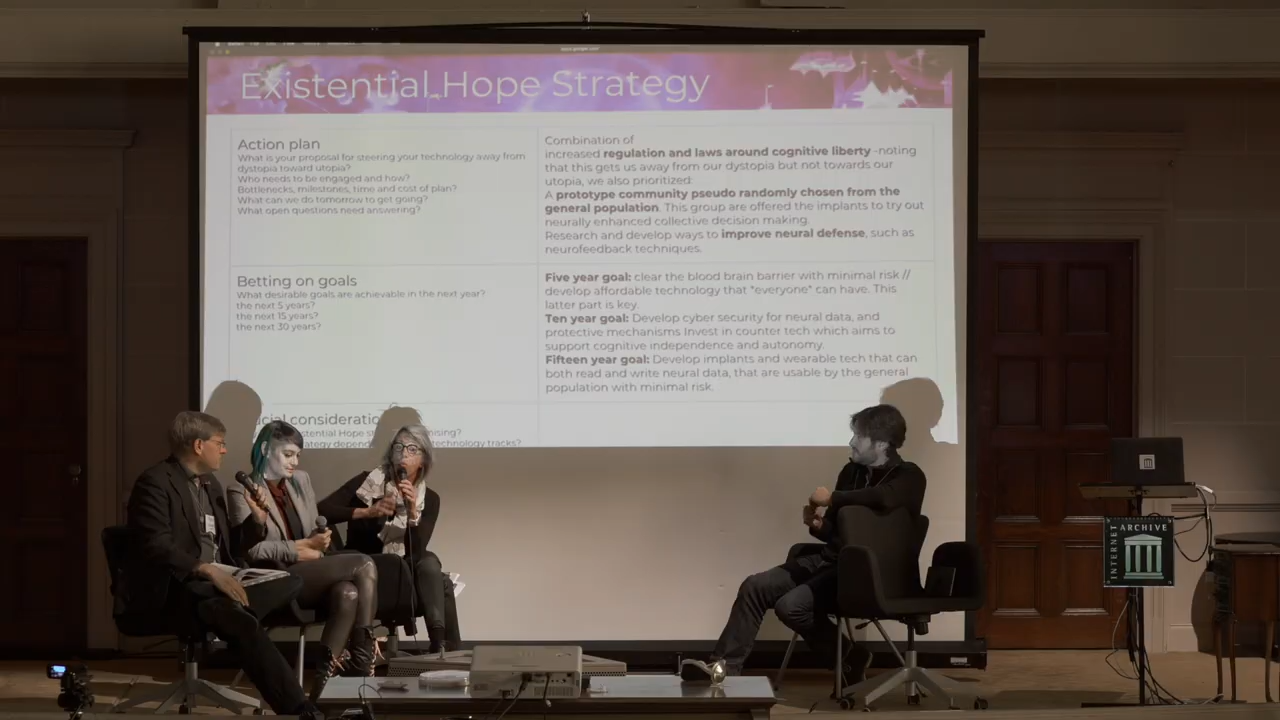 Existential Hope Strategy
Action plan
What is your proposal for steering your technology away from
dystopia toward utopia?
Who needs to be engaged and how?
Bottlenecks, milestones, time and cost of plan?
What can we do tomorrow to get going?
What open questions need answering?
Combination of
increased regulation and laws around cognitive liberty -noting
that this gets us away from our dystopia but not towards our
utopia, we also prioritized:
A prototype community pseudo randomly chosen from the
general population. This group are offered the implants to try out
neurally enhanced collective decision making.
Research and develop ways to improve neural defense, such as
neurofeedback techniques.
Betting on goals
What desirable goals are achievable in the next year?
the next 5 years?
the next 15 years?
the next 30 years?
Five year goal: clear the blood brain barrier with minimal risk //
develop affordable technology that *everyone* can have. This
latter part is key.
Ten year goal: Develop cyber security for neural data, and
protective mechanisms Invest in counter tech which aims to
support cognitive independence and autonomy.
Fifteen year goal: Develop implants and wearable tech that can
both read and write neural data, that are usable by the general
population with minimal risk.
technology tracks?
INTERNET ARCHIVE